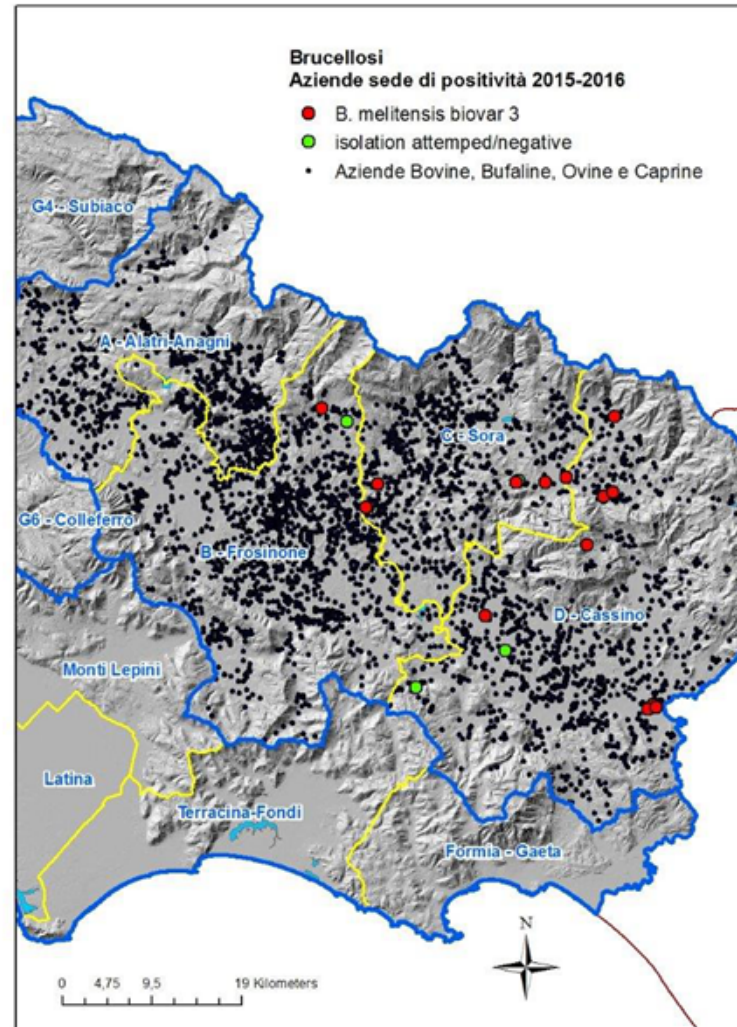 Brucellosi
Aziende sede di positività 2015-2016
B. melitensis biovar 3
isolation attemped/negative
Aziende Bovine, Bufaline, Ovine e Caprine
G4 - Subiaco
A - Alatri-Anagni
C - Sora
G6 - Colleferro
B - Frosinone
D - Cassino
Monti Lepini
Latina
Terracina-Fondi
Formia - Gaeta
N
0 4,75 9,5 19 Kilometers